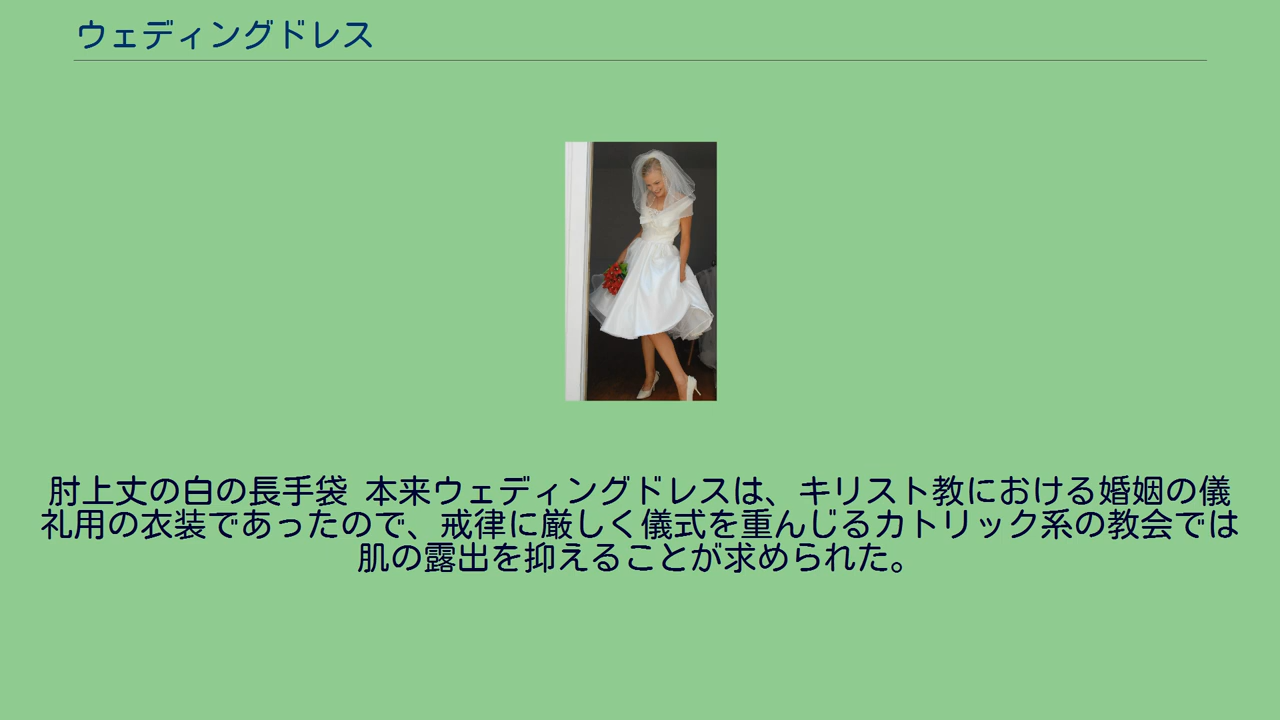 ウェディングドレス
肘上丈の白の長手袋 本来ウェディングドレスは、キリスト教における婚姻の儀
礼用の衣装であったので、戒律に厳しく儀式を重んじるカトリック系の教会では
肌の露出を抑えることが求められた。